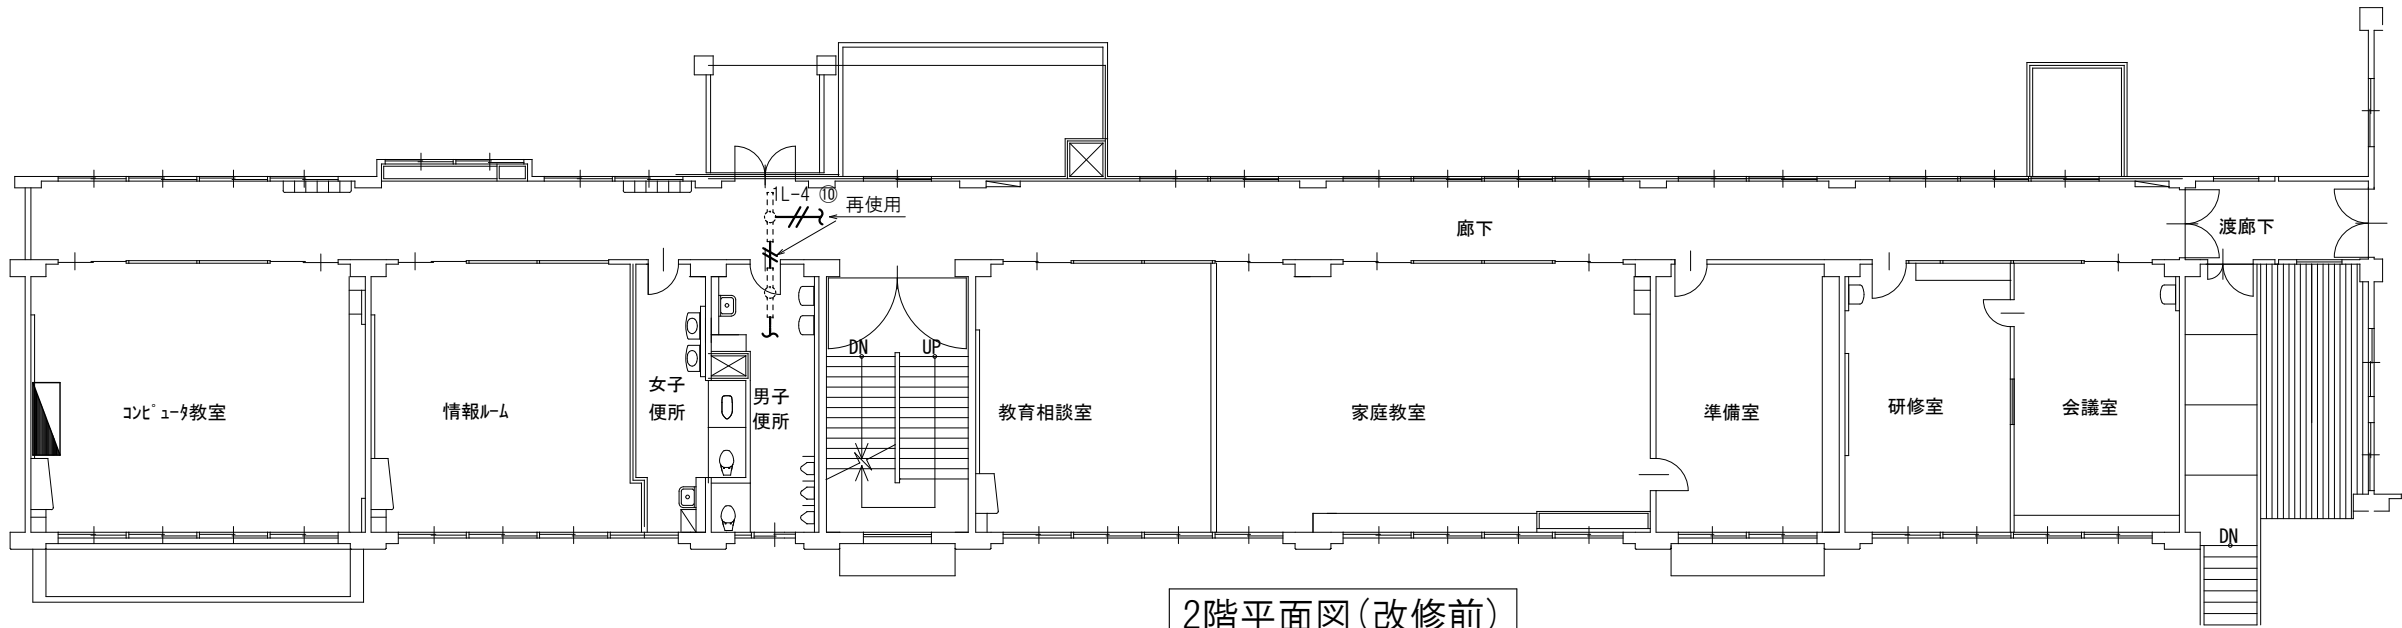 1L-4 ⑩
再使用
廊下
渡廊下
DN
UP
コンピュータ教室
情報ルーム
女子
便所
男子
便所
教育相談室
家庭教室
準備室
研修室
会議室
DN
2階平面図(改修前)